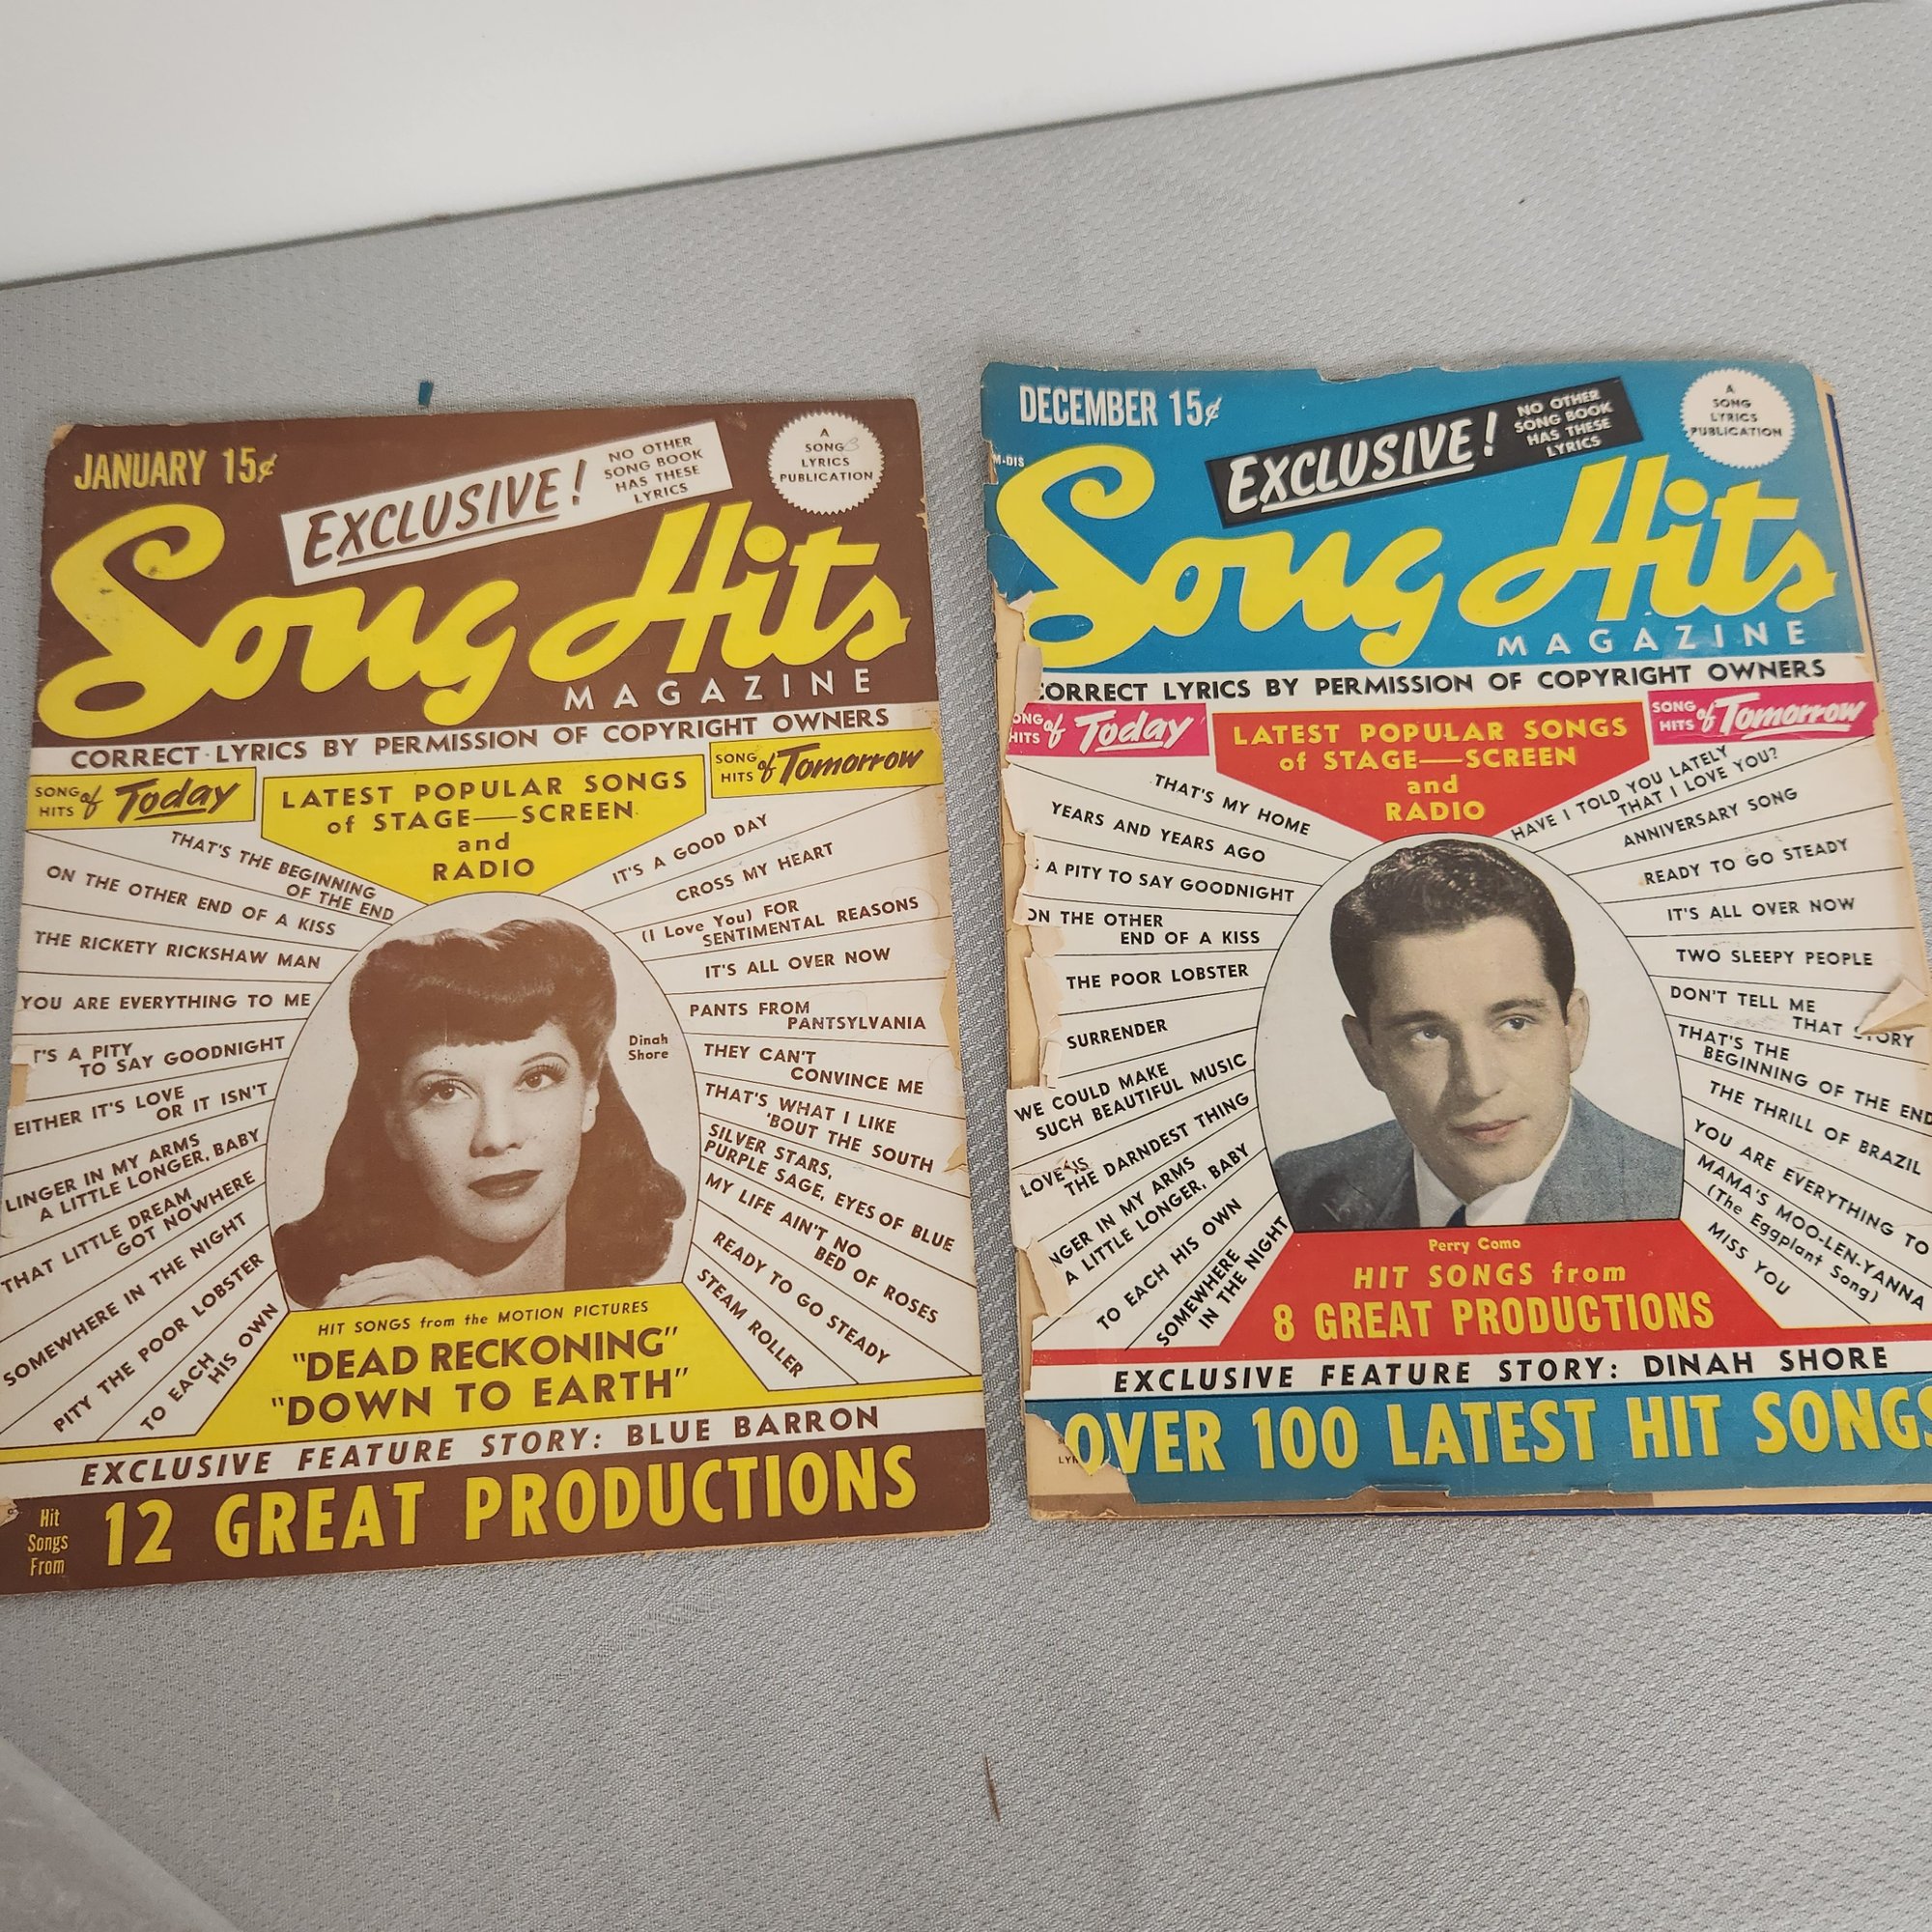 JANUARY 15¢
EXCLUSIVE!
NO OTHER
SONG BOOK
HAS THESE
LYRICS
A
SONG
LYRICS
PUBLICATION
Song Hits
MAGAZINE
CORRECT LYRICS BY PERMISSION OF COPYRIGHT OWNERS
SONG HITS of Today
LATEST POPULAR SONGS
of STAGE—SCREEN
and
RADIO
SONG HITS of Tomorrow
THAT'S THE BEGINNING
OF THE END
ON THE OTHER END OF A KISS
THE RICKETY RICKSHAW MAN
YOU ARE EVERYTHING TO ME
T'S A PITY
TO SAY GOODNIGHT
EITHER IT'S LOVE
OR IT ISN'T
LINGER IN MY ARMS
A LITTLE LONGER, BABY
THAT LITTLE DREAM
GOT NOWHERE
SOMEWHERE IN THE NIGHT
PITY THE POOR LOBSTER
TO EACH
HIS OWN
IT'S A GOOD DAY
CROSS MY HEART
(I Love You) FOR
SENTIMENTAL REASONS
IT'S ALL OVER NOW
PANTS FROM
PANTSYLVANIA
THEY CAN'T
CONVINCE ME
THAT'S WHAT I LIKE
'BOUT THE SOUTH
SILVER STARS,
PURPLE SAGE, EYES OF BLUE
MY LIFE AIN'T NO
BED OF ROSES
READY TO GO STEADY
STEAM ROLLER
Dinah
Shore
HIT SONGS from the MOTION PICTURES
"DEAD RECKONING"
"DOWN TO EARTH"
EXCLUSIVE FEATURE STORY: BLUE BARRON
Hit
Songs
From
12 GREAT PRODUCTIONS
DECEMBER 15¢
M-DIS
EXCLUSIVE!
NO OTHER
SONG BOOK
HAS THESE
LYRICS
A
SONG
LYRICS
PUBLICATION
Song Hits
MAGAZINE
CORRECT LYRICS BY PERMISSION OF COPYRIGHT OWNERS
ONG HITS of Today
LATEST POPULAR SONGS
of STAGE—SCREEN
and
RADIO
SONG HITS of Tomorrow
THAT'S MY HOME
YEARS AND YEARS AGO
A PITY TO SAY GOODNIGHT
ON THE OTHER
END OF A KISS
THE POOR LOBSTER
SURRENDER
WE COULD MAKE
SUCH BEAUTIFUL MUSIC
LOVE IS
THE DARNDEST THING
NGER IN MY ARMS
A LITTLE LONGER, BABY
TO EACH HIS OWN
SOMEWHERE
IN THE NIGHT
HAVE I TOLD YOU LATELY
THAT I LOVE YOU?
ANNIVERSARY SONG
READY TO GO STEADY
IT'S ALL OVER NOW
TWO SLEEPY PEOPLE
DON'T TELL ME
THAT STORY
THAT'S THE
BEGINNING OF THE END
THE THRILL OF BRAZIL
YOU ARE EVERYTHING TO
MAMA'S MOO-LEN-YANNA
(The Eggplant Song)
MISS YOU
Perry Como
HIT SONGS from
8 GREAT PRODUCTIONS
EXCLUSIVE FEATURE STORY: DINAH SHORE
OVER 100 LATEST HIT SONGS